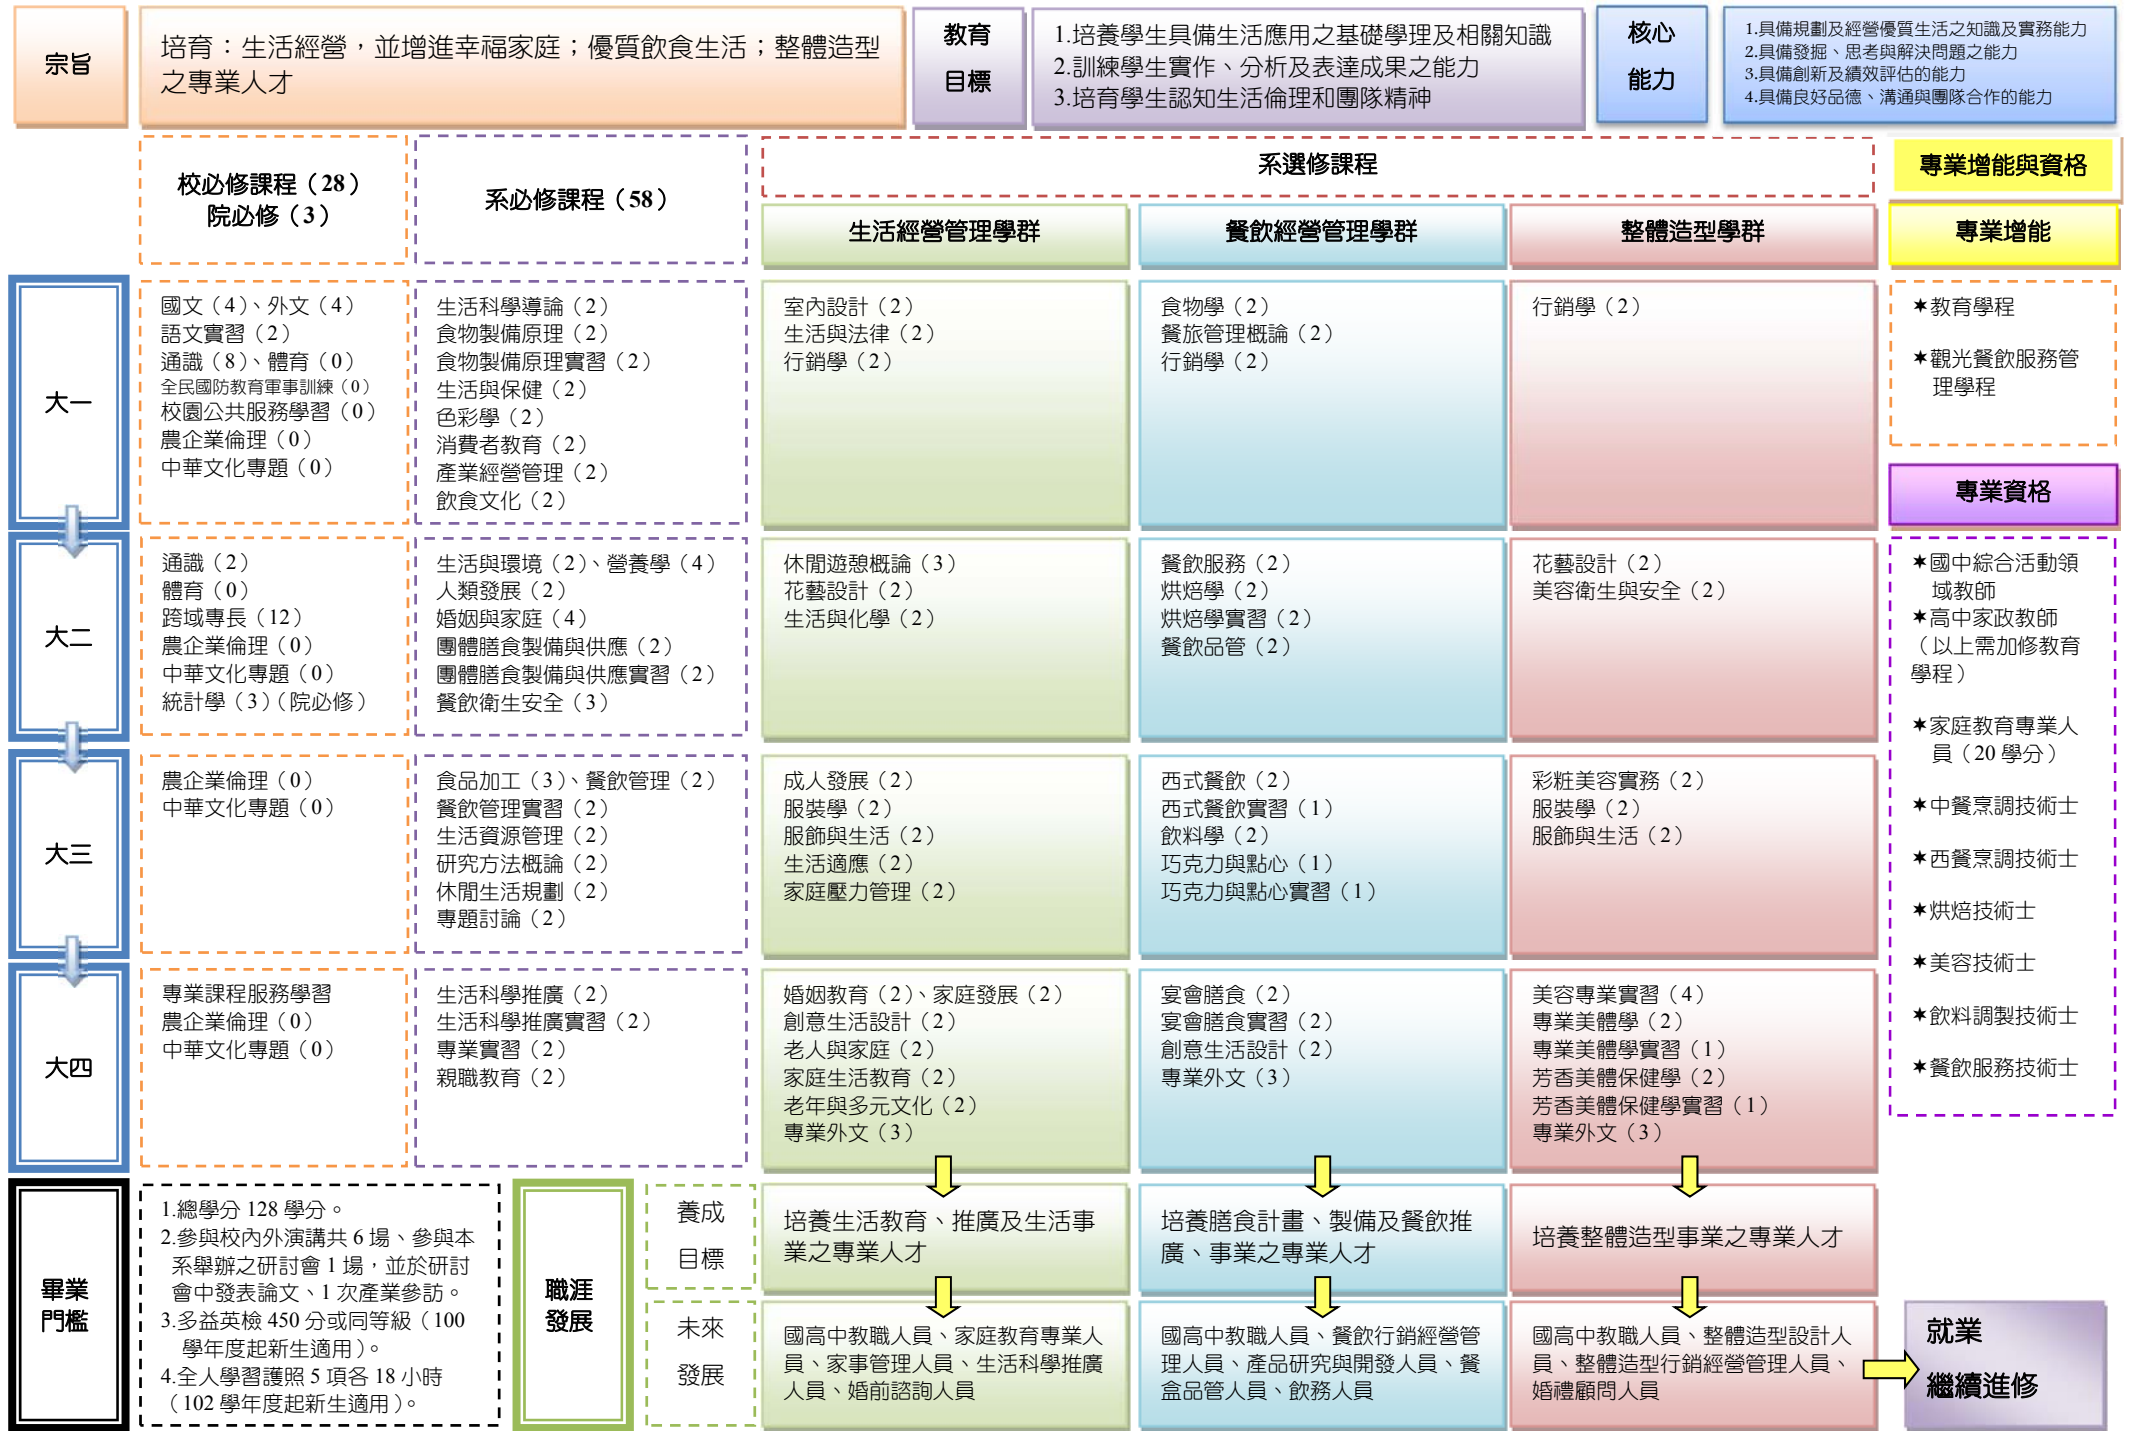 宗旨
培育：生活經營，並增進幸福家庭；優質飲食生活；整體造型
之專業人才
教育
目標
1.培養學生具備生活應用之基礎學理及相關知識
2.訓練學生實作、分析及表達成果之能力
3.培育學生認知生活倫理和團隊精神
核心
能力
1.具備規劃及經營優質生活之知識及實務能力
2.具備發掘、思考與解決問題之能力
3.具備創新及績效評估的能力
4.具備良好品德、溝通與團隊合作的能力
校必修課程（28）
院必修（3）
系必修課程（58）
系選修課程
生活經營管理學群
餐飲經營管理學群
整體造型學群
專業增能與資格
專業增能
大一
國文（4）、外文（4）
語文實習（2）
通識（8）、體育（0）
全民國防教育軍事訓練（0）
校園公共服務學習（0）
農企業倫理（0）
中華文化專題（0）
生活科學導論（2）
食物製備原理（2）
食物製備原理實習（2）
生活與保健（2）
色彩學（2）
消費者教育（2）
產業經營管理（2）
飲食文化（2）
室內設計（2）
生活與法律（2）
行銷學（2）
食物學（2）
餐旅管理概論（2）
行銷學（2）
行銷學（2）
✶教育學程
✶觀光餐飲服務管
理學程
專業資格
大二
通識（2）
體育（0）
跨域專長（12）
農企業倫理（0）
中華文化專題（0）
統計學（3）（院必修）
生活與環境（2）、營養學（4）
人類發展（2）
婚姻與家庭（4）
團體膳食製備與供應（2）
團體膳食製備與供應實習（2）
餐飲衛生安全（3）
休閒遊憩概論（3）
花藝設計（2）
生活與化學（2）
餐飲服務（2）
烘焙學（2）
烘焙學實習（2）
餐飲品管（2）
花藝設計（2）
美容衛生與安全（2）
✶國中綜合活動領
域教師
✶高中家政教師
（以上需加修教育
學程）
✶家庭教育專業人
員（20 學分）
✶中餐烹調技術士
✶西餐烹調技術士
✶烘焙技術士
✶美容技術士
✶飲料調製技術士
✶餐飲服務技術士
大三
農企業倫理（0）
中華文化專題（0）
食品加工（3）、餐飲管理（2）
餐飲管理實習（2）
生活資源管理（2）
研究方法概論（2）
休閒生活規劃（2）
專題討論（2）
成人發展（2）
服裝學（2）
服飾與生活（2）
生活適應（2）
家庭壓力管理（2）
西式餐飲（2）
西式餐飲實習（1）
飲料學（2）
巧克力與點心（1）
巧克力與點心實習（1）
彩粧美容實務（2）
服裝學（2）
服飾與生活（2）
大四
專業課程服務學習
農企業倫理（0）
中華文化專題（0）
生活科學推廣（2）
生活科學推廣實習（2）
專業實習（2）
親職教育（2）
婚姻教育（2）、家庭發展（2）
創意生活設計（2）
老人與家庭（2）
家庭生活教育（2）
老年與多元文化（2）
專業外文（3）
宴會膳食（2）
宴會膳食實習（2）
創意生活設計（2）
專業外文（3）
美容專業實習（4）
專業美體學（2）
專業美體學實習（1）
芳香美體保健學（2）
芳香美體保健學實習（1）
專業外文（3）
畢業
門檻
1.總學分 128 學分。
2.參與校內外演講共 6 場、參與本
系舉辦之研討會 1 場，並於研討
會中發表論文、1 次產業參訪。
3.多益英檢 450 分或同等級（100
學年度起新生適用）。
4.全人學習護照 5 項各 18 小時
（102 學年度起新生適用）。
職涯
發展
養成
目標
培養生活教育、推廣及生活事
業之專業人才
培養膳食計畫、製備及餐飲推
廣、事業之專業人才
培養整體造型事業之專業人才
未來
發展
國高中教職人員、家庭教育專業人
員、家事管理人員、生活科學推廣
人員、婚前諮詢人員
國高中教職人員、餐飲行銷經營管
理人員、產品研究與開發人員、餐
盒品管人員、飲務人員
國高中教職人員、整體造型設計人
員、整體造型行銷經營管理人員、
婚禮顧問人員
就業
繼續進修